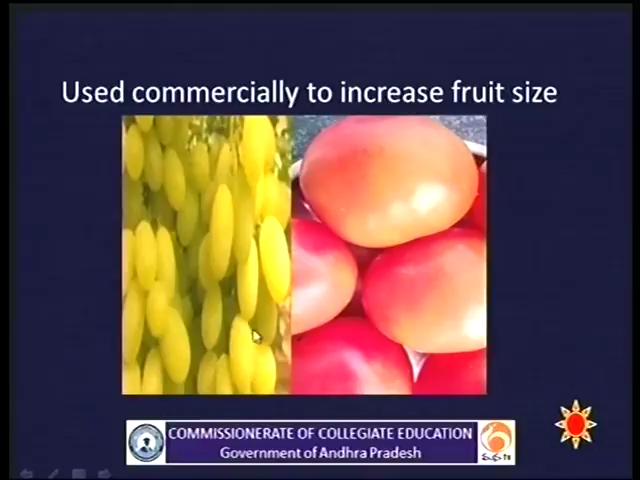 Used commercially to increase fruit size
COMMISSIONERATE OF COLLEGIATE EDUCATION
Government of Andhra Pradesh